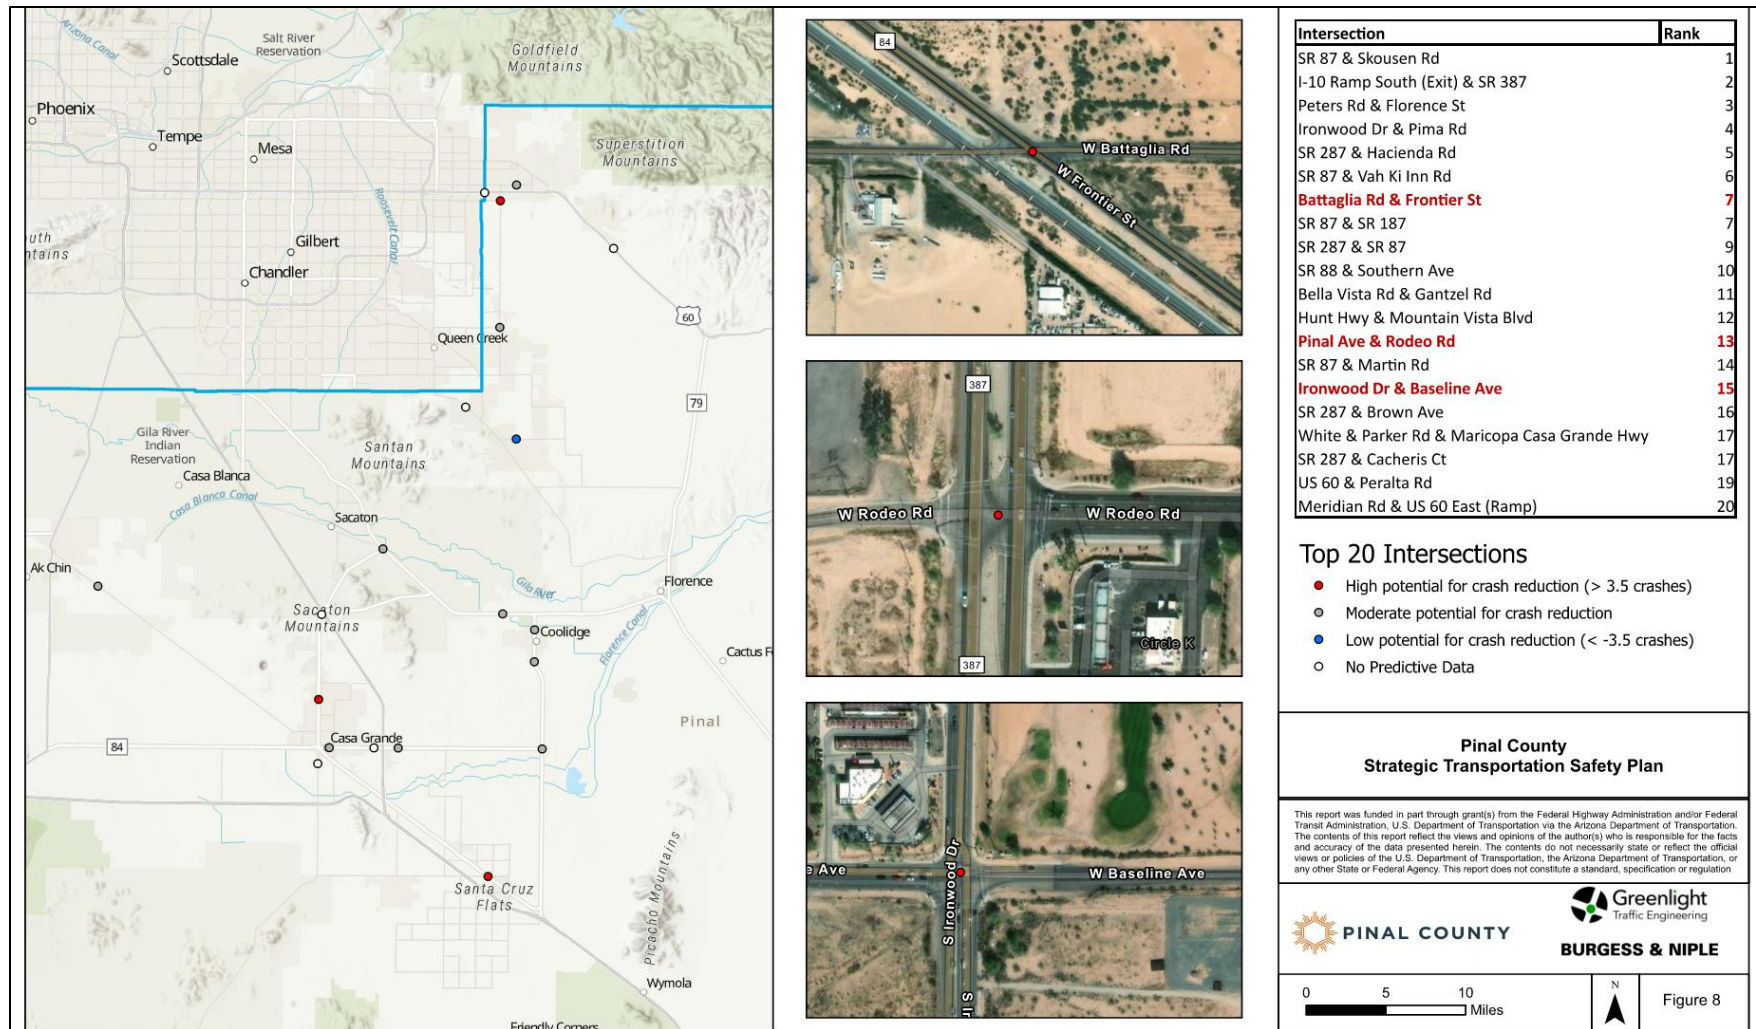 Arizona Canal
Salt River
Reservation
Scottsdale
Goldfield
Mountains
Phoenix
Tempe
Mesa
Superstition
Mountains
Roosevelt Canal
outh
ntains
Gilbert
Chandler
60
Queen Creek
79
Gila River
Indian
Reservation
Santan
Mountains
Casa Blanca
Casa Blanca Canal
Sacaton
Ak Chin
Gila River
Florence
Sacaton
Mountains
Coolidge
Florence Canal
Cactus F
Pinal
84
Casa Grande
Santa Cruz
Flats
Picacho Mountains
Wymola
Friendly Corners
84
W Battaglia Rd
W Frontier St
387
W Rodeo Rd
W Rodeo Rd
Circle K
387
e Ave
S Ironwood Dr
W Baseline Ave
S Ir
Intersection Rank
SR 87 & Skousen Rd 1
I-10 Ramp South (Exit) & SR 387 2
Peters Rd & Florence St 3
Ironwood Dr & Pima Rd 4
SR 287 & Hacienda Rd 5
SR 87 & Vah Ki Inn Rd 6
Battaglia Rd & Frontier St 7
SR 87 & SR 187 7
SR 287 & SR 87 9
SR 88 & Southern Ave 10
Bella Vista Rd & Gantzel Rd 11
Hunt Hwy & Mountain Vista Blvd 12
Pinal Ave & Rodeo Rd 13
SR 87 & Martin Rd 14
Ironwood Dr & Baseline Ave 15
SR 287 & Brown Ave 16
White & Parker Rd & Maricopa Casa Grande Hwy 17
SR 287 & Cacheris Ct 17
US 60 & Peralta Rd 19
Meridian Rd & US 60 East (Ramp) 20
Top 20 Intersections
High potential for crash reduction (> 3.5 crashes)
Moderate potential for crash reduction
Low potential for crash reduction (< -3.5 crashes)
No Predictive Data
Pinal County
Strategic Transportation Safety Plan
This report was funded in part through grant(s) from the Federal Highway Administration and/or Federal
Transit Administration, U.S. Department of Transportation via the Arizona Department of Transportation.
The contents of this report reflect the views and opinions of the author(s) who is responsible for the facts
and accuracy of the data presented herein. The contents do not necessarily state or reflect the official
views or policies of the U.S. Department of Transportation, the Arizona Department of Transportation, or
any other State or Federal Agency. This report does not constitute a standard, specification or regulation
PINAL COUNTY
Greenlight
Traffic Engineering
BURGESS & NIPLE
0 5 10
Miles
N
Figure 8